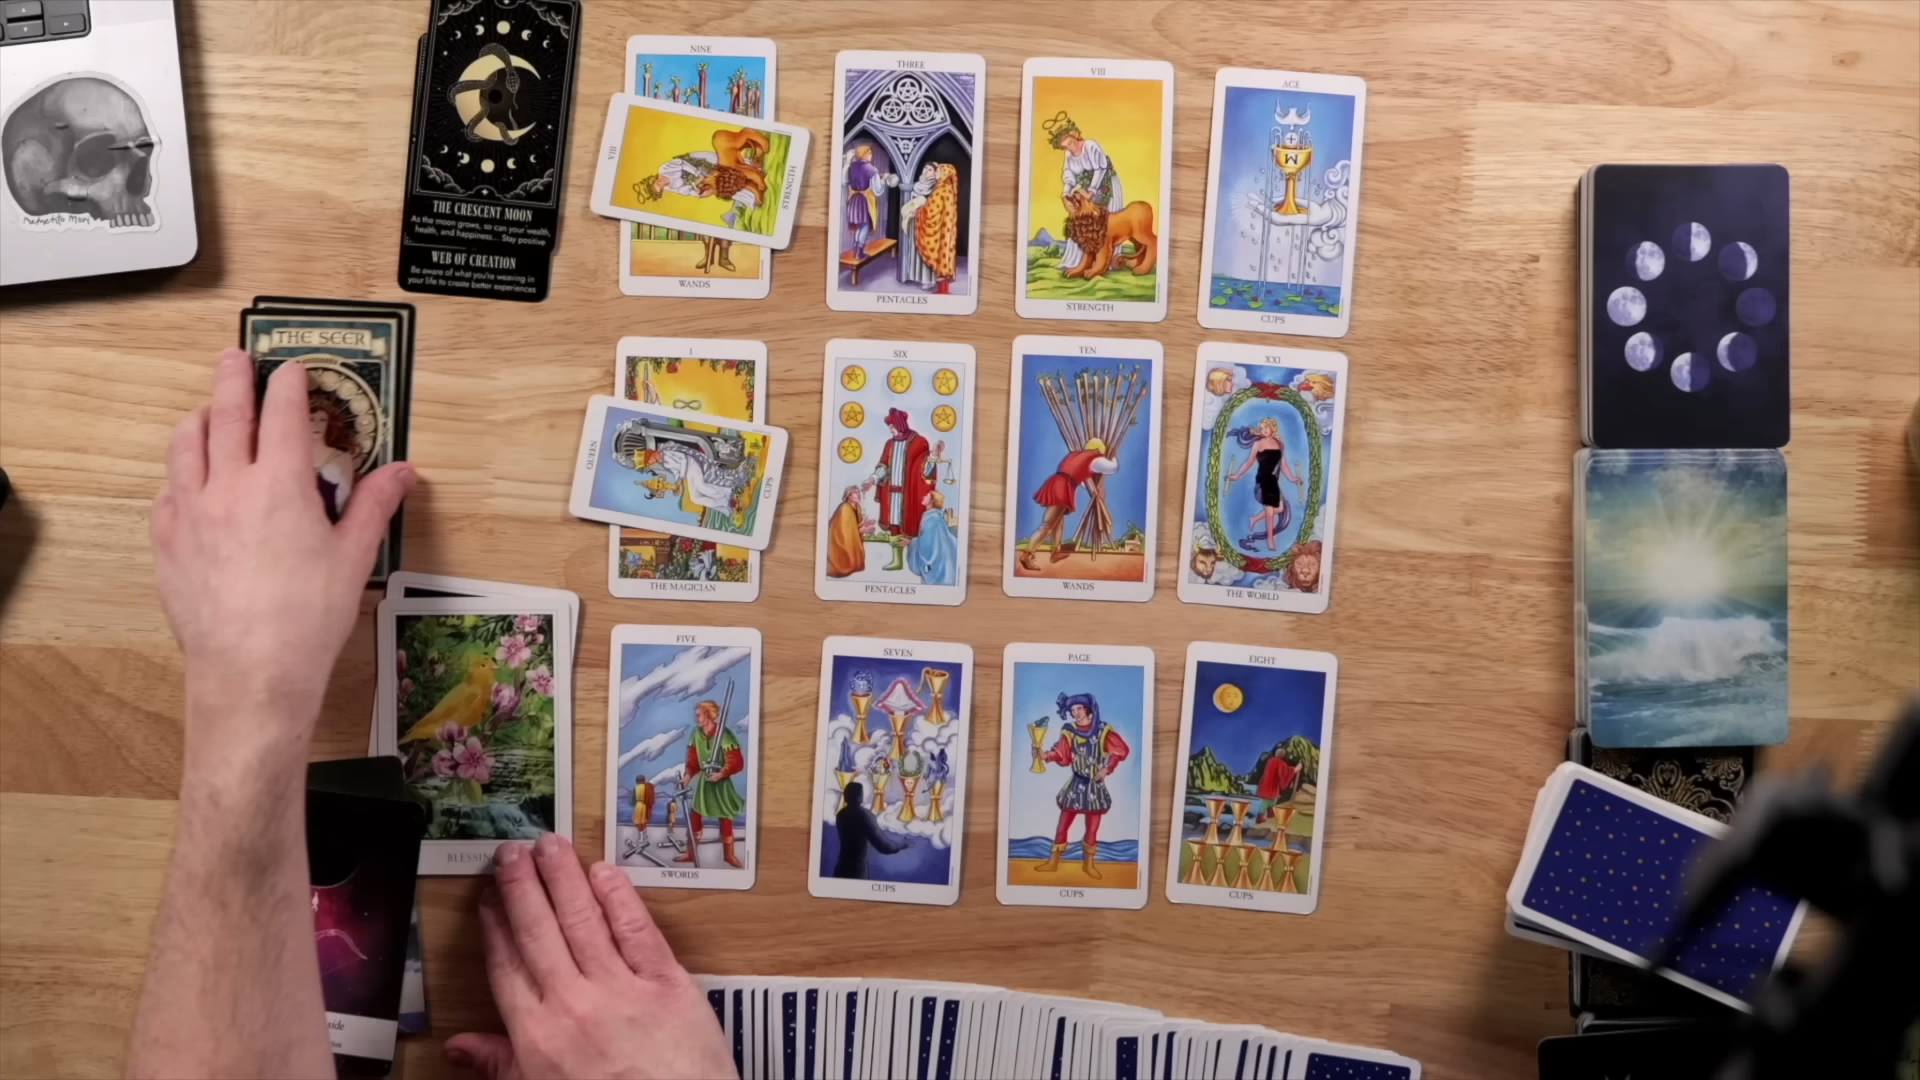 Memento Mori
THE CRESCENT MOON
As the moon grows, so can your wealth,
health, and happiness... Stay positive
WEB OF CREATION
Be aware of what you're weaving in
your life to create better experiences
THE SEER
NINE
VIII
STRENGTH
WANDS
THREE
PENTACLES
VIII
STRENGTH
ACE
CUPS
I
QUEEN
CUPS
THE MAGICIAN
SIX
PENTACLES
TEN
WANDS
XXI
THE WORLD
BLESSIN
FIVE
SWORDS
SEVEN
CUPS
PAGE
CUPS
EIGHT
CUPS